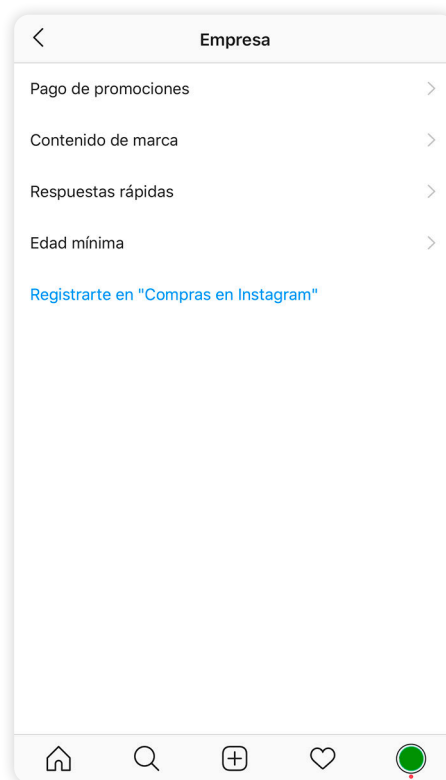 Empresa
Pago de promociones
Contenido de marca
Respuestas rápidas
Edad mínima
Registrarte en "Compras en Instagram"